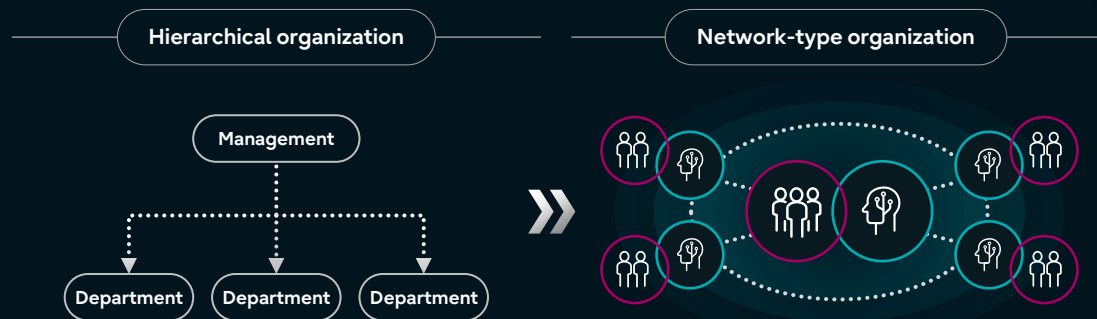 Hierarchical organization
Network-type organization
Management
Department
Department
Department